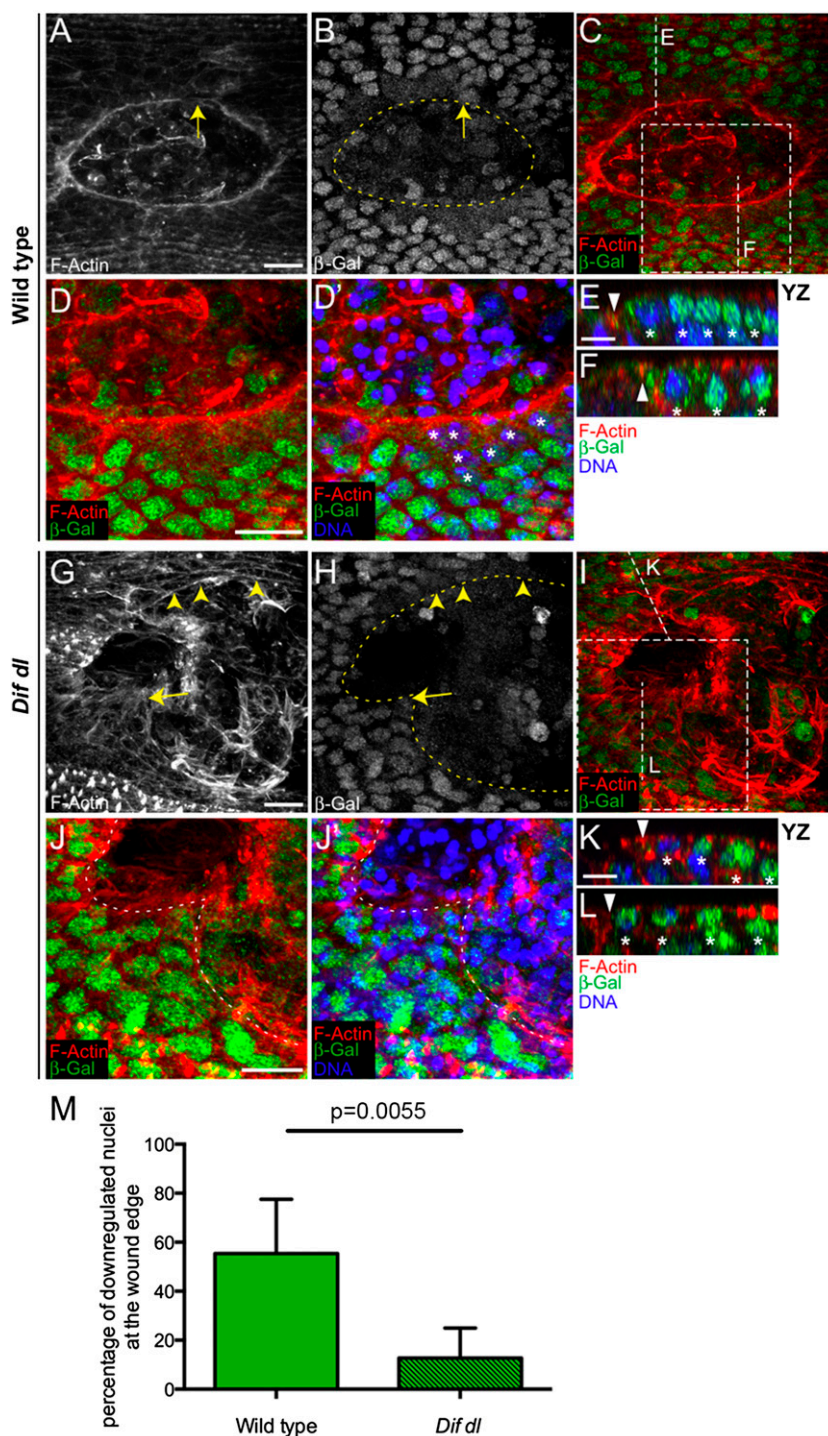 Wild type
A
F-Actin
B
β-Gal
C
E
F
F-Actin
β-Gal
D
F-Actin
β-Gal
D'
* * * * * * *
F-Actin
β-Gal
DNA
E
YZ
* * * * *
F
* * *
F-Actin
β-Gal
DNA
Dif dl
G
F-Actin
H
β-Gal
I
K
L
F-Actin
β-Gal
J
F-Actin
β-Gal
J'
F-Actin
β-Gal
DNA
K
YZ
* * * *
L
* * * *
F-Actin
β-Gal
DNA
M
p=0.0055
percentage of downregulated nuclei
at the wound edge
100
80
60
40
20
0
Wild type
Dif dl